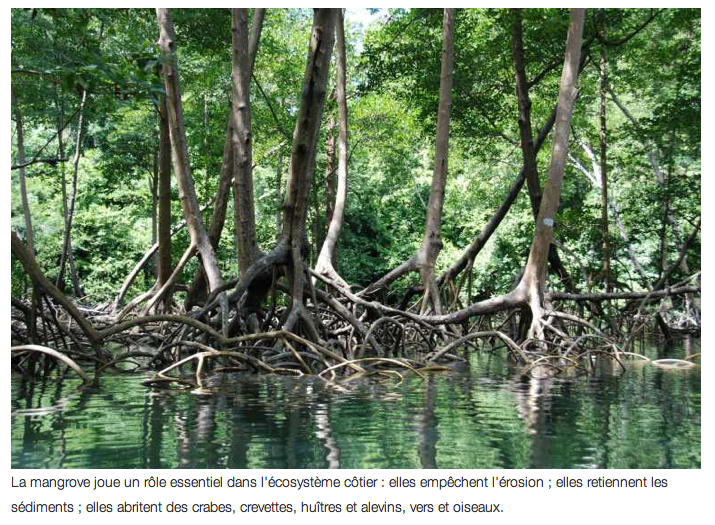 La mangrove joue un rôle essentiel dans l'écosystème côtier : elles empêchent l'érosion ; elles retiennent les
sédiments ; elles abritent des crabes, crevettes, huîtres et alevins, vers et oiseaux.